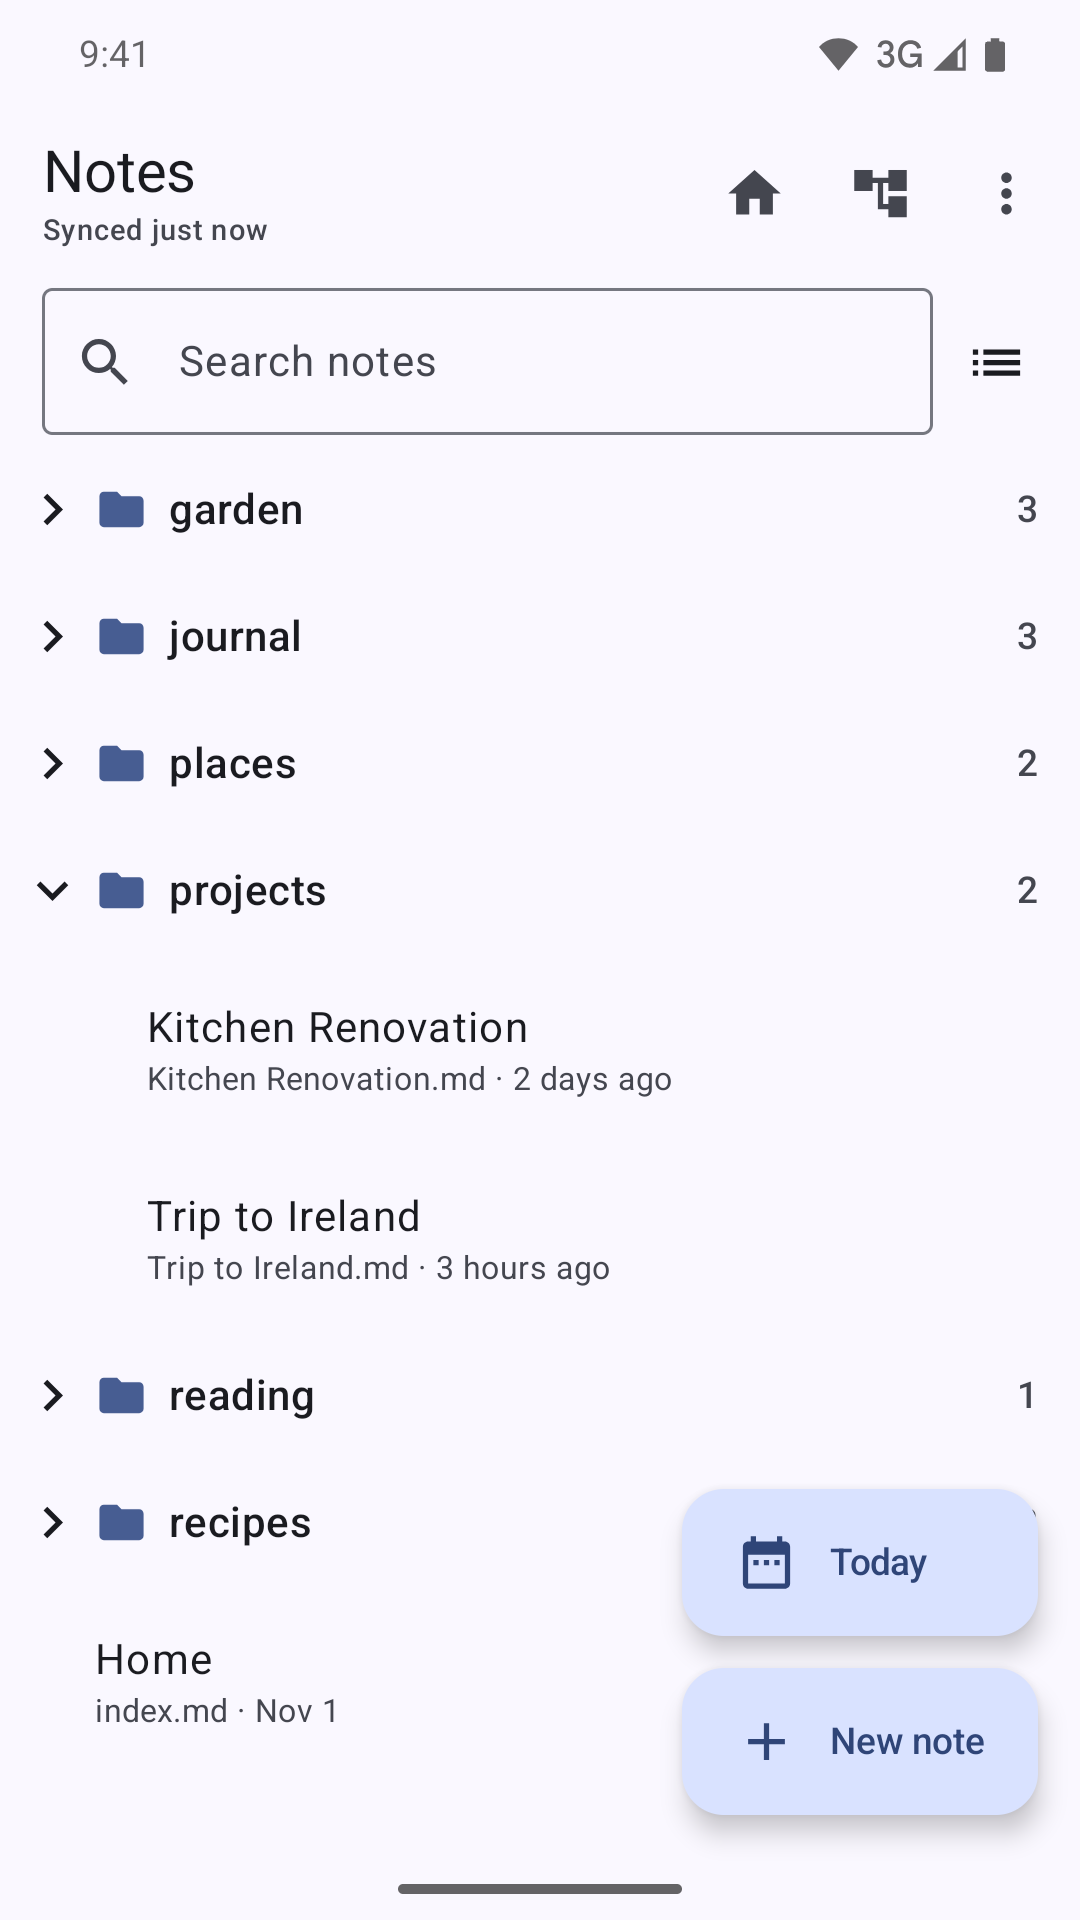 9:41
3G
Notes
Synced just now
Search notes
garden 3
journal 3
places 2
projects 2
Kitchen Renovation
Kitchen Renovation.md · 2 days ago
Trip to Ireland
Trip to Ireland.md · 3 hours ago
reading 1
recipes
Today
Home
index.md · Nov 1
New note